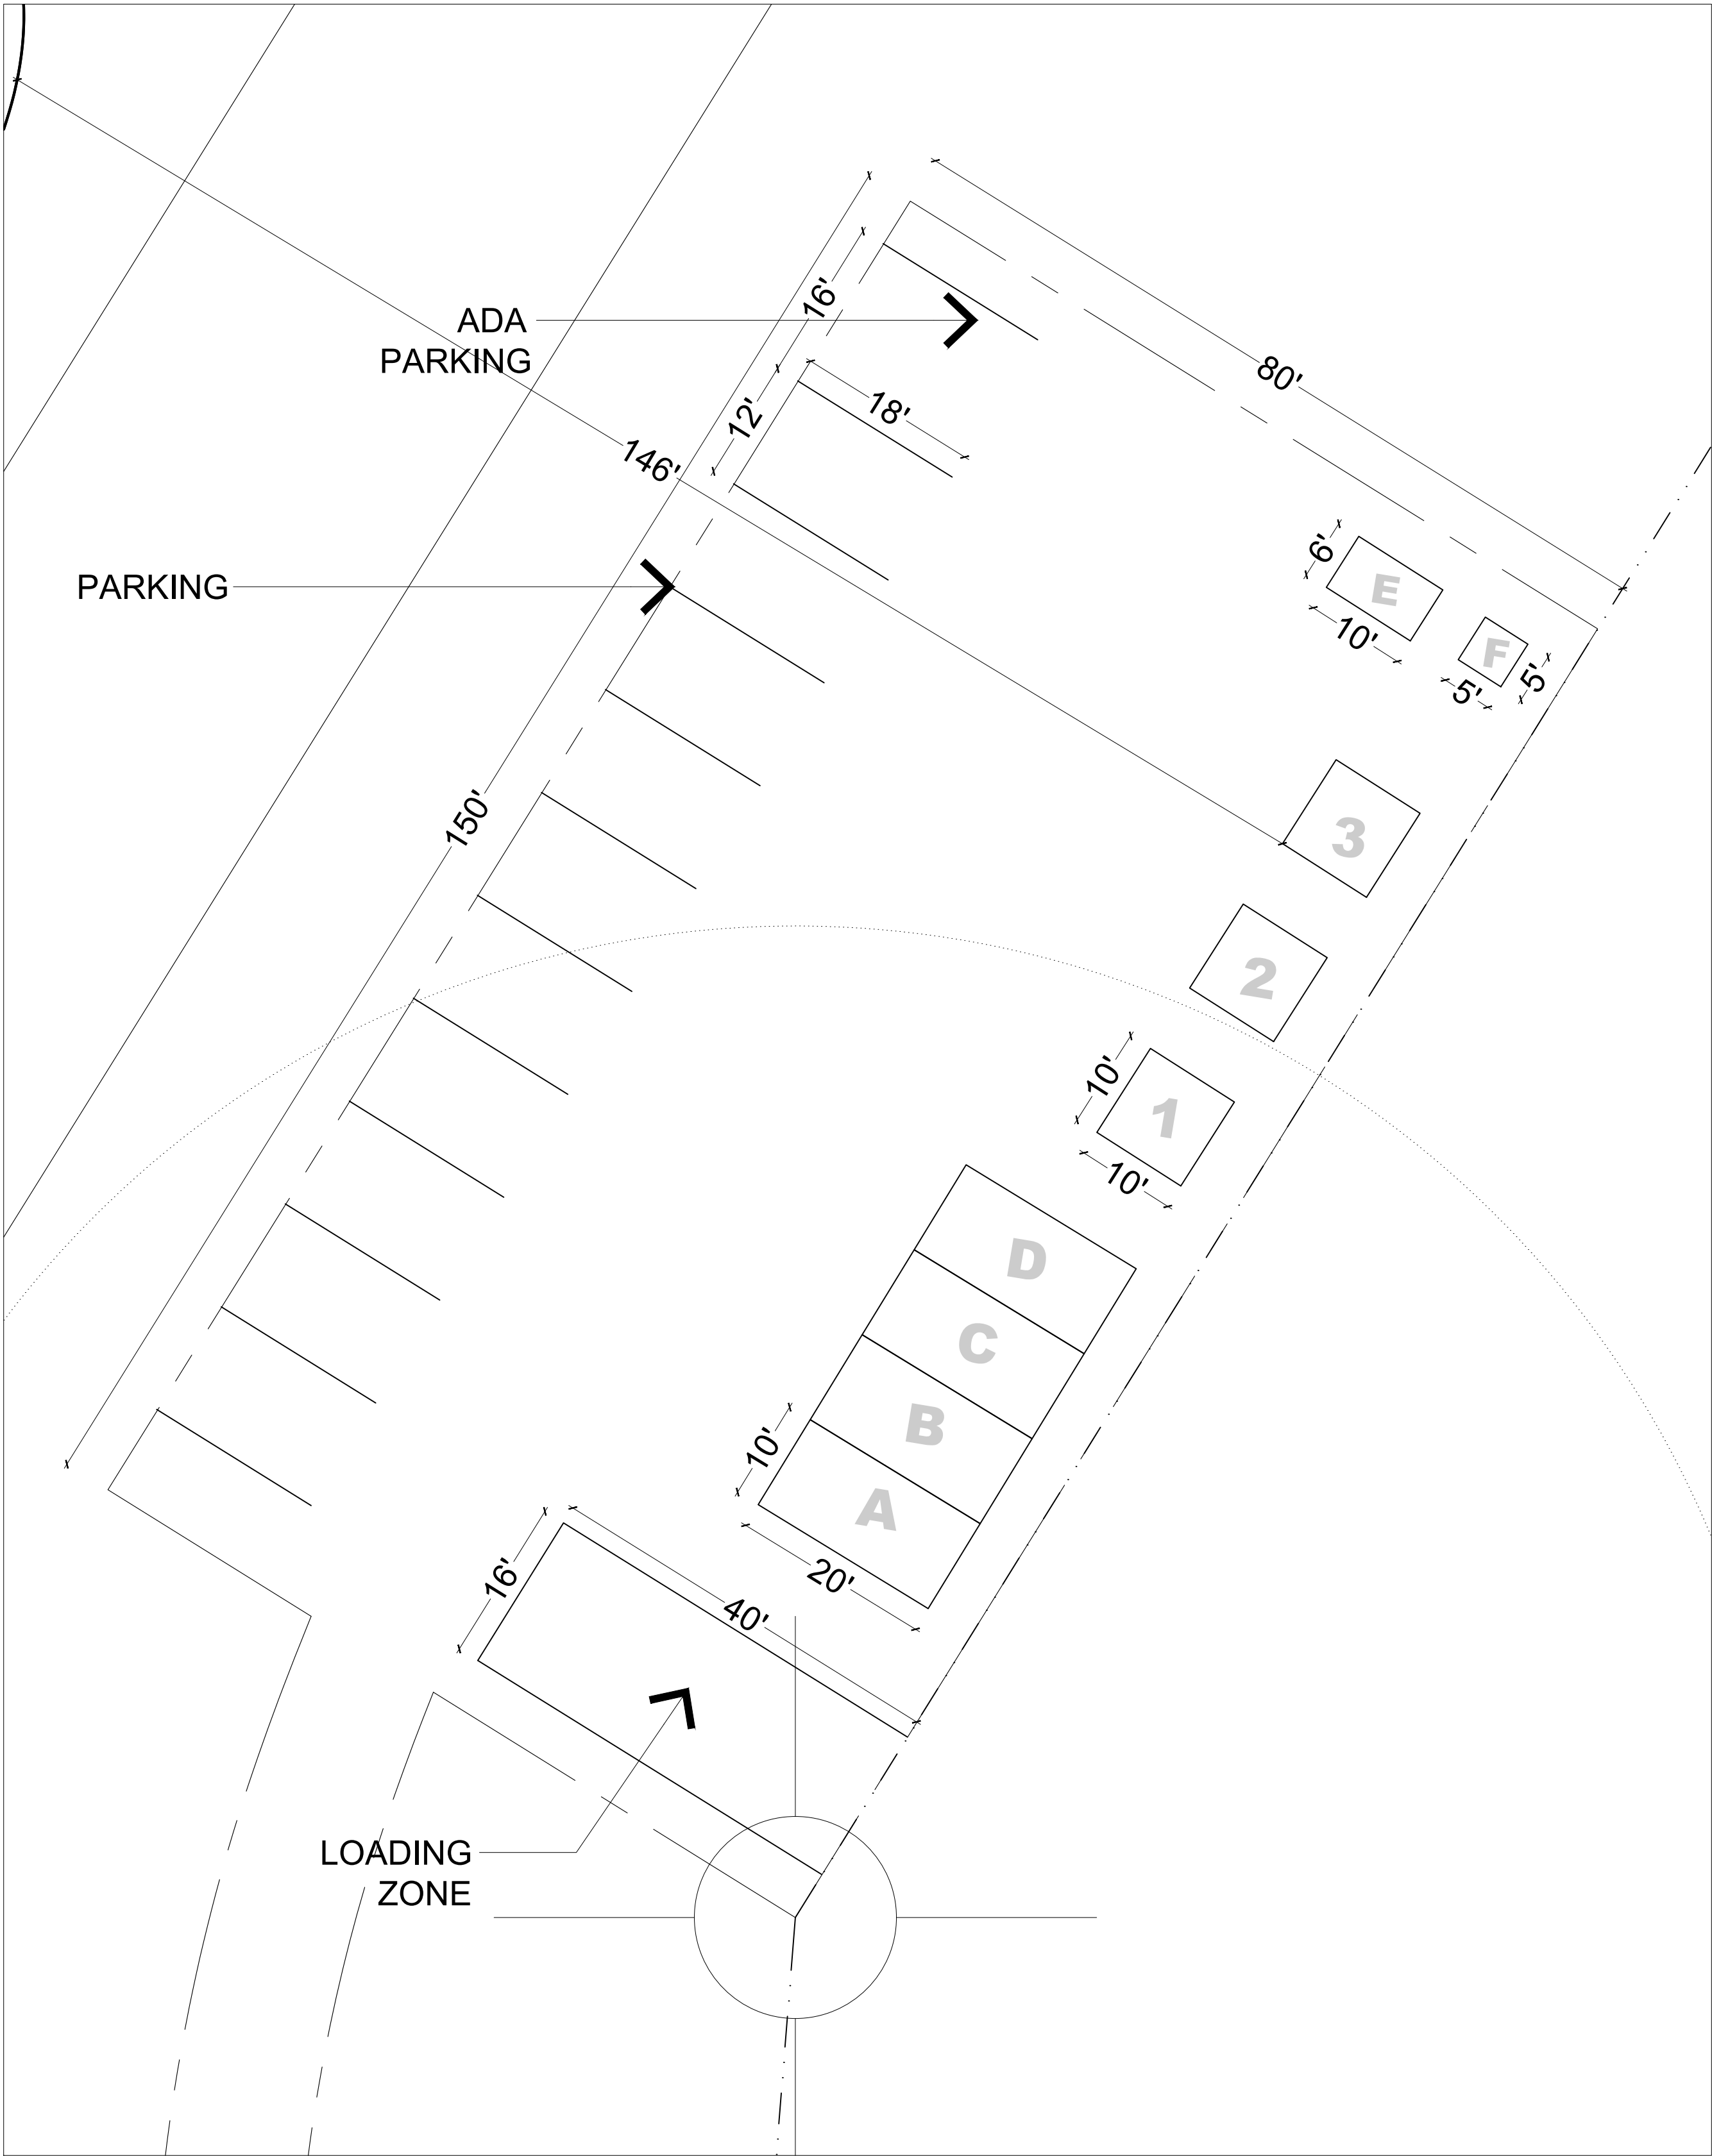 80'
16'
ADA
PARKING
18'
12'
146'
6'
E
PARKING
10'
F
5'
5'
150'
3
2
10'
1
10'
D
C
B
10'
A
16'
20'
40'
LOADING
ZONE